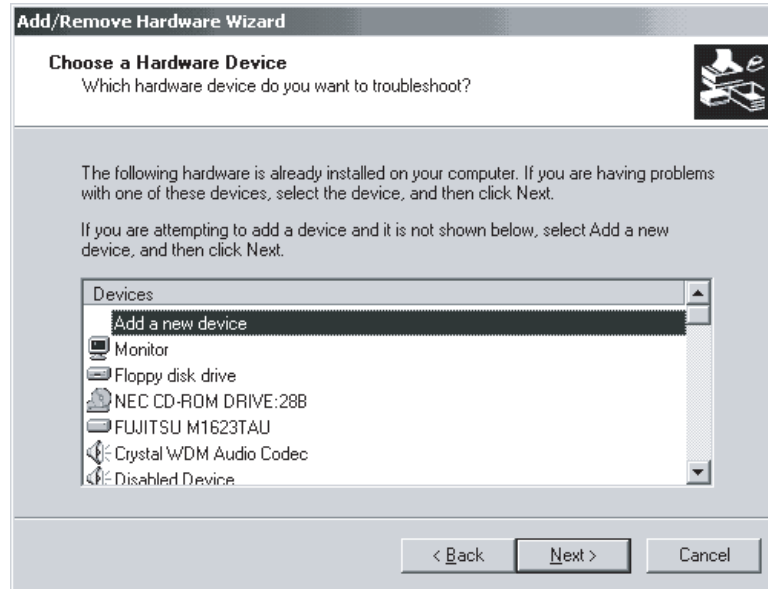 Add/Remove Hardware Wizard
Choose a Hardware Device
Which hardware device do you want to troubleshoot?
The following hardware is already installed on your computer. If you are having problems
with one of these devices, select the device, and then click Next.
If you are attempting to add a device and it is not shown below, select Add a new
device, and then click Next.
Devices
Add a new device
Monitor
Floppy disk drive
NEC CD-ROM DRIVE:28B
FUJITSU M1623TAU
Crystal WDM Audio Codec
Disabled Device
< Back Next > Cancel